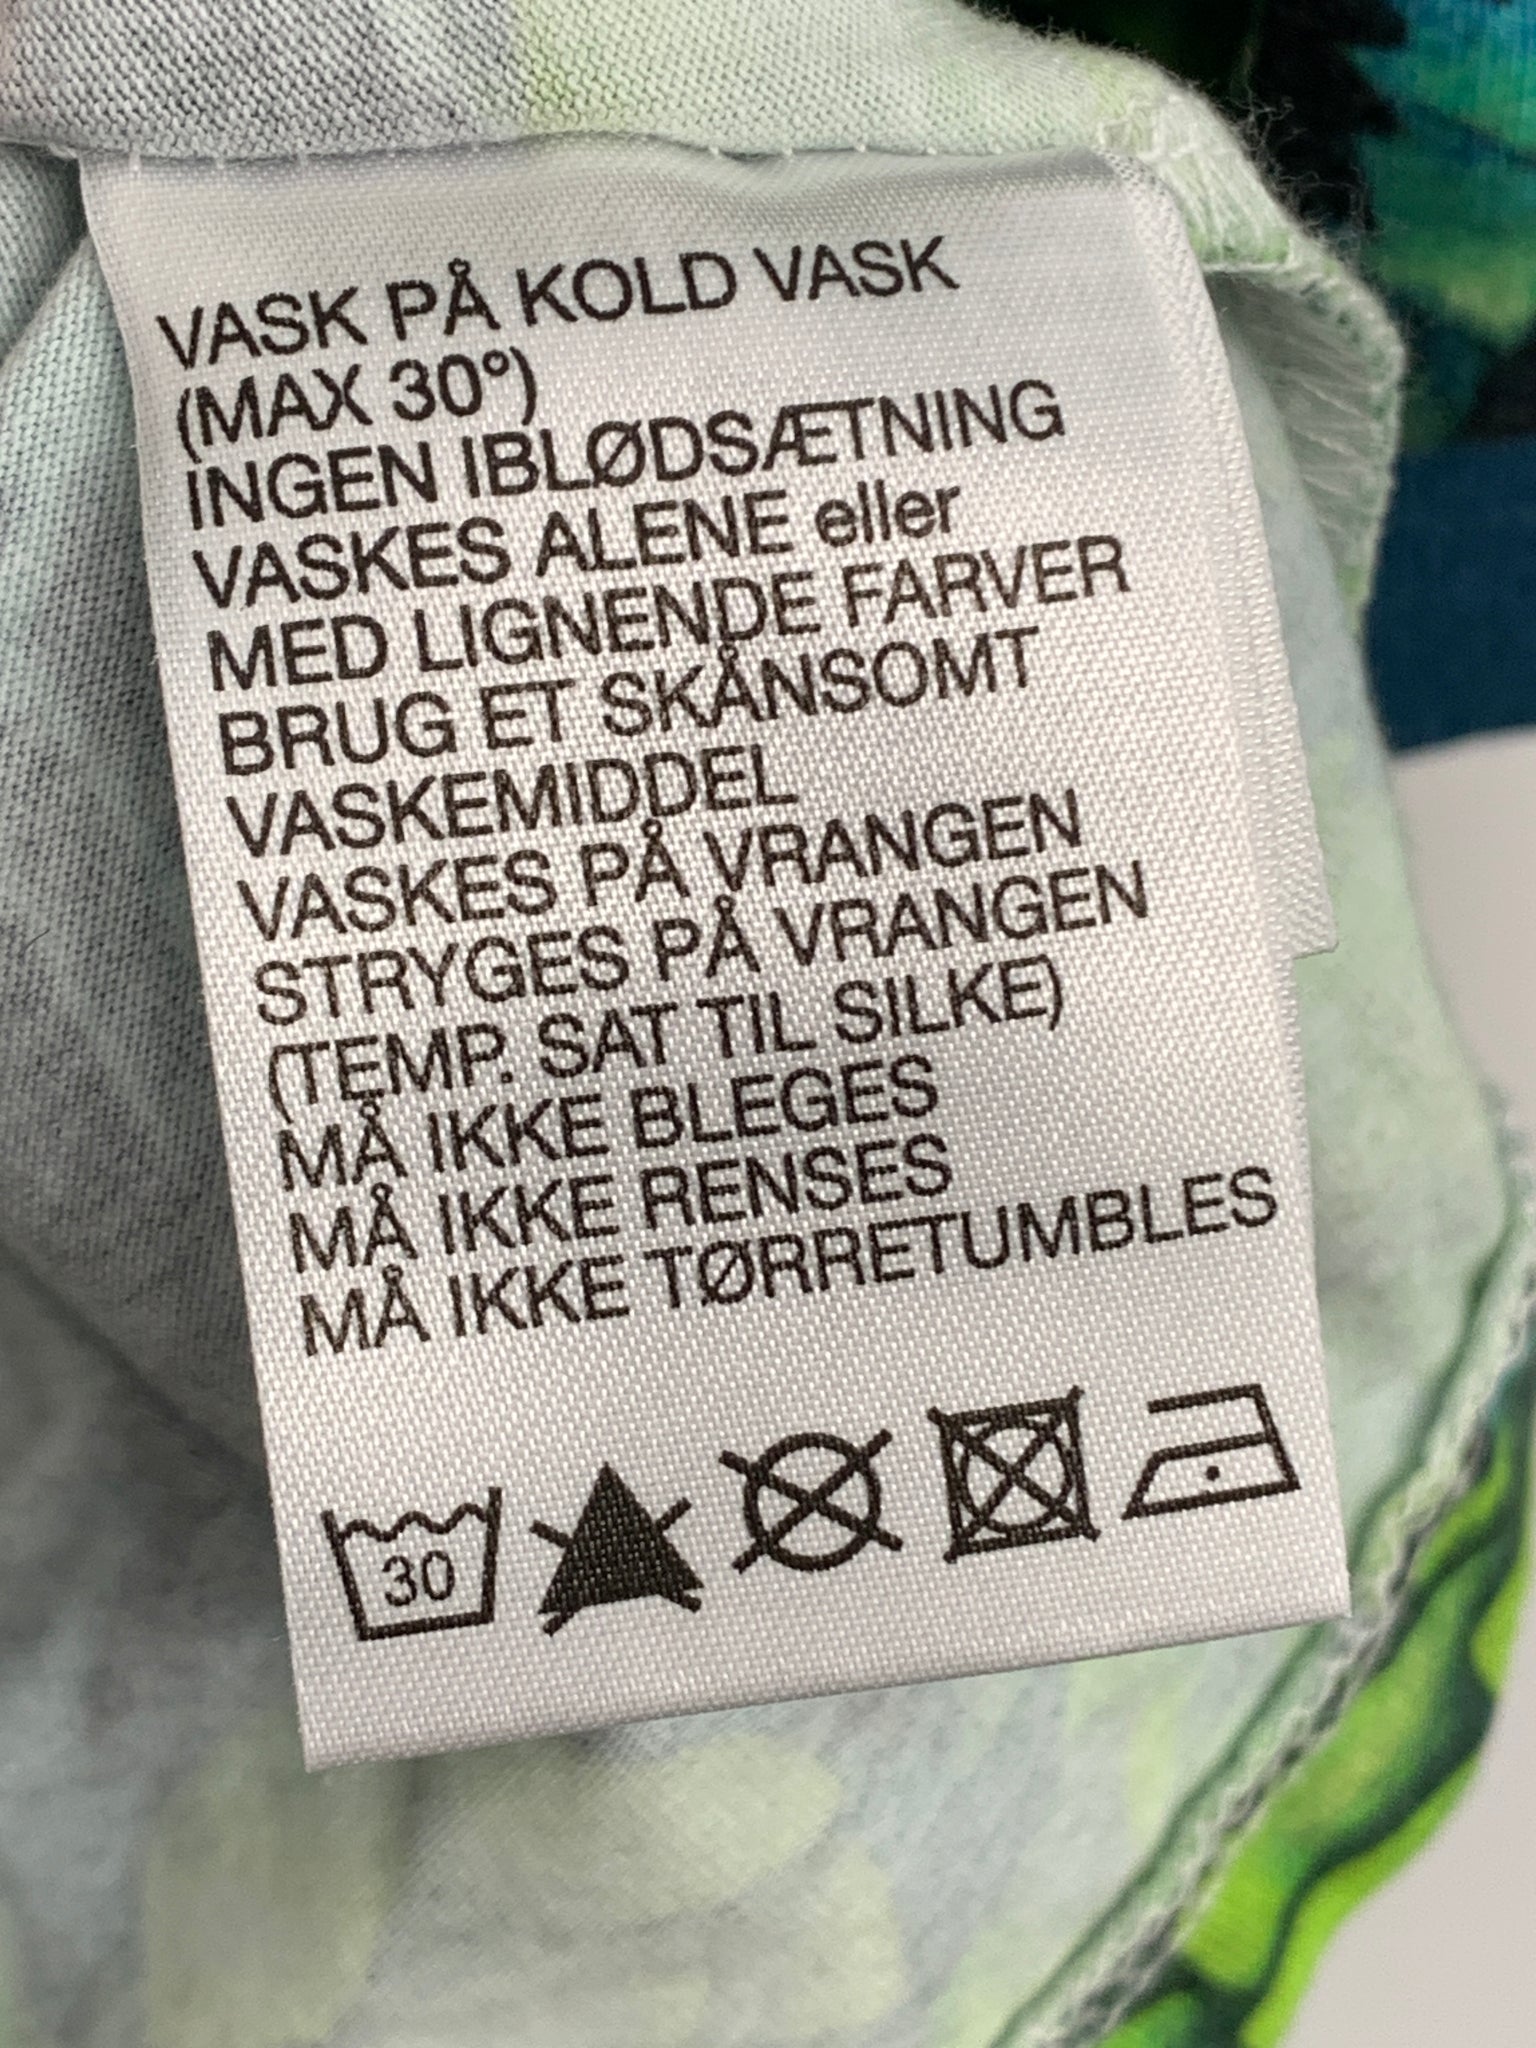 VASK PÅ KOLD VASK
(MAX 30°)
INGEN IBLØDSÆTNING
VASKES ALENE eller
MED LIGNENDE FARVER
BRUG ET SKÅNSOMT
VASKEMIDDEL
VASKES PÅ VRANGEN
STRYGES PÅ VRANGEN
(TEMP. SAT TIL SILKE)
MÅ IKKE BLEGES
MÅ IKKE RENSES
MÅ IKKE TØRRETUMBLES
30